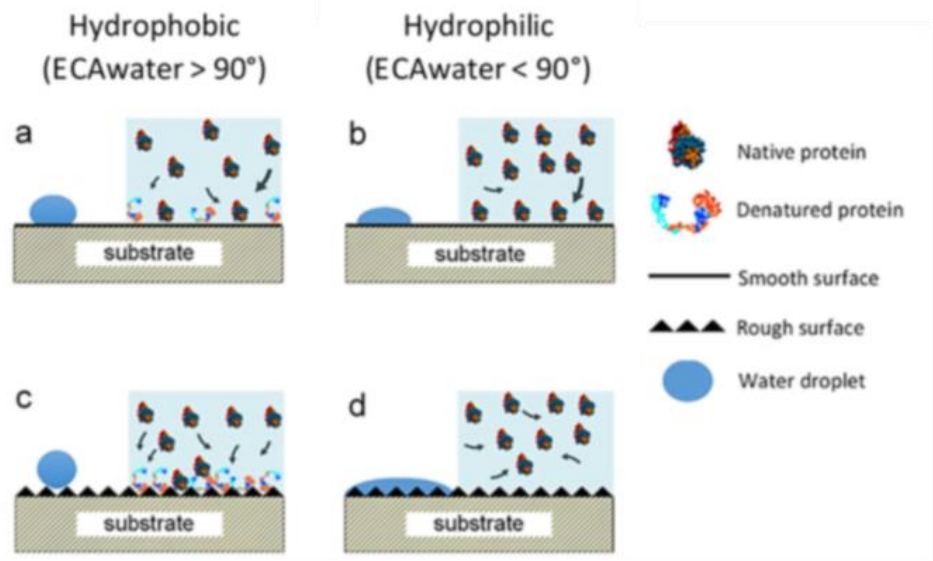 Hydrophobic
(ECAwater > 90°)
Hydrophilic
(ECAwater < 90°)
a
b
substrate
substrate
Native protein
Denatured protein
Smooth surface
Rough surface
Water droplet
c
d
substrate
substrate